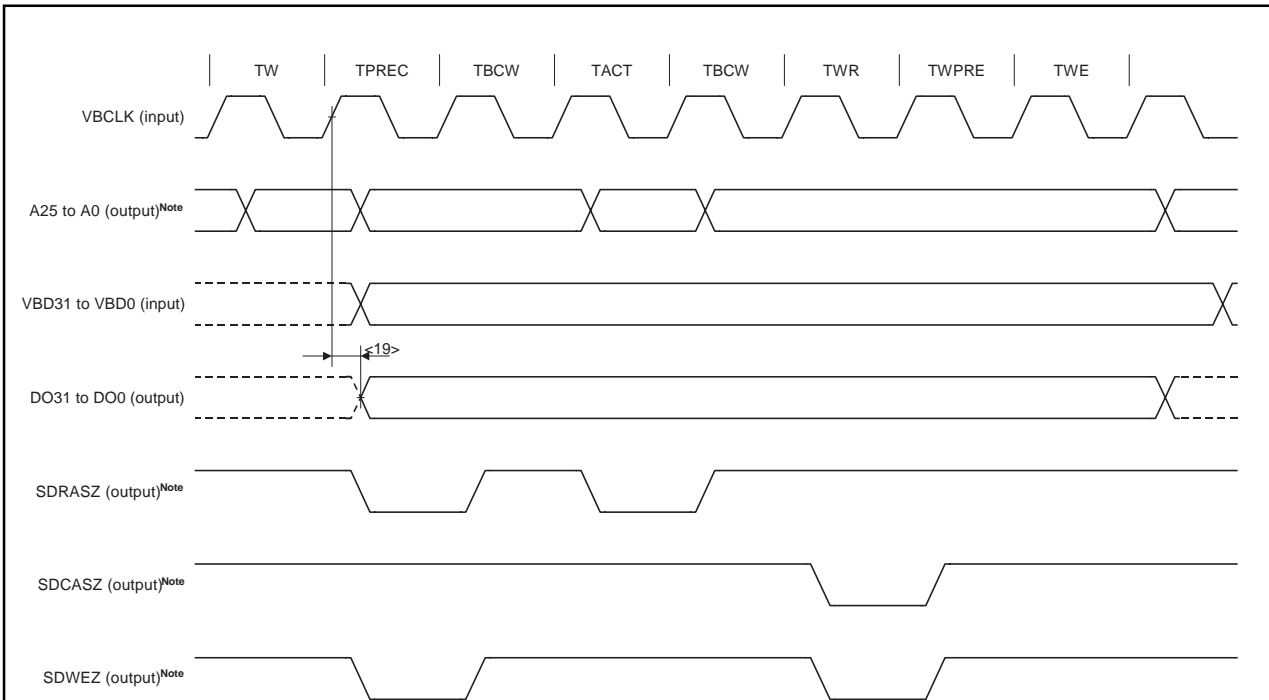 TW TPREC TBCW TACT TBCW TWR TWPRE TWE
VBCLK (input)
A25 to A0 (output)Note
VBD31 to VBD0 (input)
<19>
DO31 to DO0 (output)
SDRASZ (output)Note
SDCASZ (output)Note
SDWEZ (output)Note